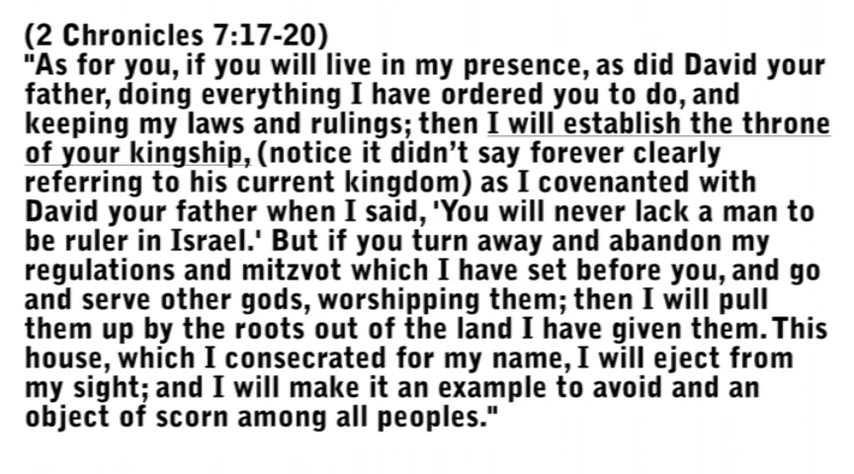 (2 Chronicles 7:17-20)
"As for you, if you will live in my presence, as did David your
father, doing everything I have ordered you to do, and
keeping my laws and rulings; then I will establish the throne
of your kingship, (notice it didn't say forever clearly
referring to his current kingdom) as I covenanted with
David your father when I said, 'You will never lack a man to
be ruler in Israel.' But if you turn away and abandon my
regulations and mitzvot which I have set before you, and go
and serve other gods, worshipping them; then I will pull
them up by the roots out of the land I have given them. This
house, which I consecrated for my name, I will eject from
my sight; and I will make it an example to avoid and an
object of scorn among all peoples."